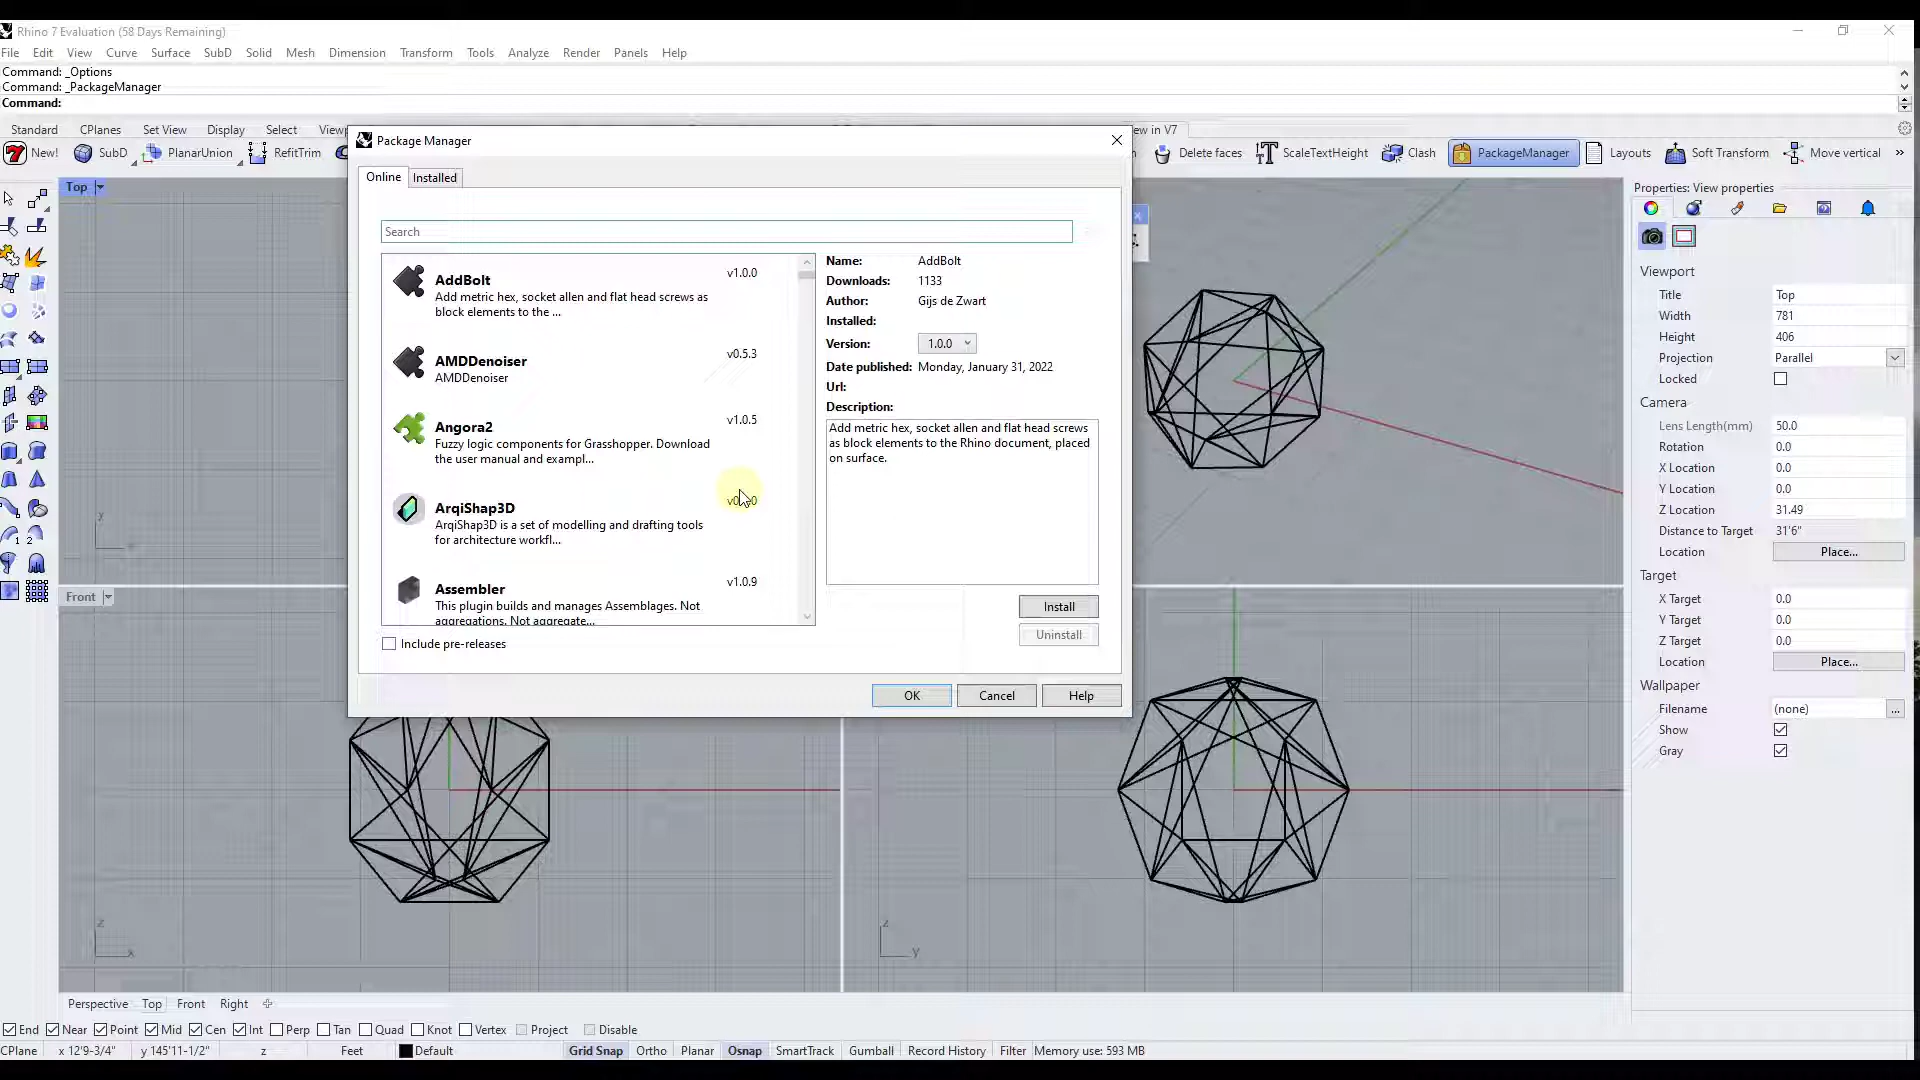 Rhino 7 Evaluation (58 Days Remaining)
File Edit View Curve Surface SubD Solid Mesh Dimension Transform Tools Analyze Render Panels Help
Command: _Options
Command: _PackageManager
Command:
Standard CPlanes Set View Display Select
New! SubD PlanarUnion RefitTrim
Delete faces ScaleTextHeight Clash PackageManager Layouts Soft Transform Move vertical »
Package Manager
Online Installed
Search
AddBolt v1.0.0
Add metric hex, socket allen and flat head screws as
block elements to the ...
AMDDenoiser v0.5.3
AMDDenoiser
Angora2 v1.0.5
Fuzzy logic components for Grasshopper. Download
the user manual and exampl...
ArqiShap3D
ArqiShap3D is a set of modelling and drafting tools
for architecture workfl...
Assembler v1.0.9
This plugin builds and manages Assemblages. Not
aggregations. Not aggregate...
Include pre-releases
Name: AddBolt
Downloads: 1133
Author: Gijs de Zwart
Installed:
Version: 1.0.0
Date published: Monday, January 31, 2022
Url:
Description:
Add metric hex, socket allen and flat head screws
as block elements to the Rhino document, placed
on surface.
Install
Uninstall
OK Cancel Help
Top
Front
x
z
x
z
y
Properties: View properties
Viewport
Title Top
Width 781
Height 406
Projection Parallel
Locked
Camera
Lens Length(mm) 50.0
Rotation 0.0
X Location 0.0
Y Location 0.0
Z Location 31.49
Distance to Target 31'6"
Location Place...
Target
X Target 0.0
Y Target 0.0
Z Target 0.0
Location Place...
Wallpaper
Filename (none) ...
Show
Gray
Perspective Top Front Right
End Near Point Mid Cen Int Perp Tan Quad Knot Vertex Project Disable
CPlane x 12'9-3/4" y 145'11-1/2" z Feet Default Grid Snap Ortho Planar Osnap SmartTrack Gumball Record History Filter Memory use: 593 MB